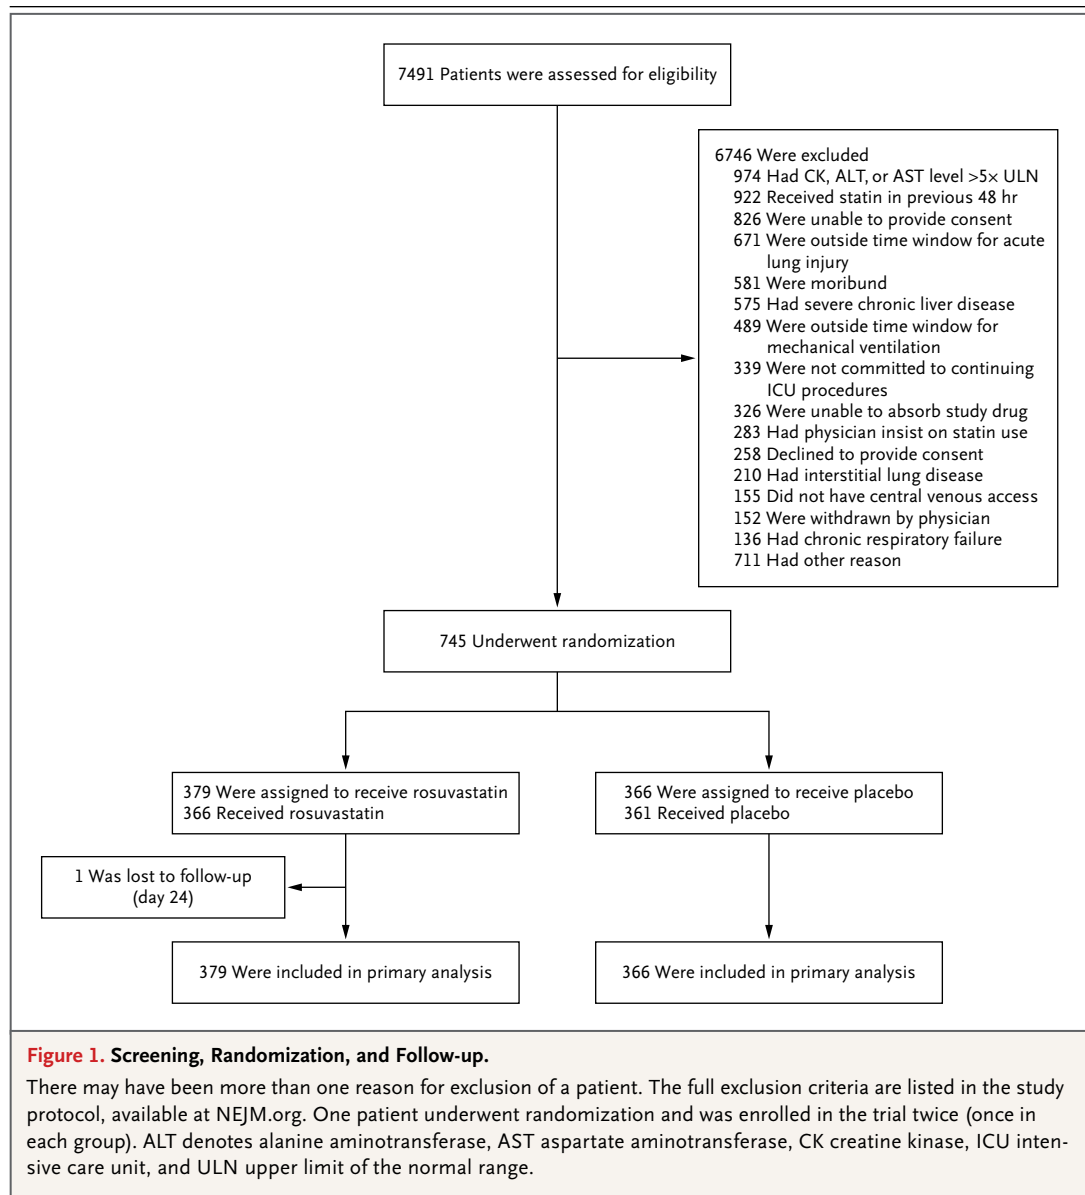 7491 Patients were assessed for eligibility
6746 Were excluded
974 Had CK, ALT, or AST level >5× ULN
922 Received statin in previous 48 hr
826 Were unable to provide consent
671 Were outside time window for acute
lung injury
581 Were moribund
575 Had severe chronic liver disease
489 Were outside time window for
mechanical ventilation
339 Were not committed to continuing
ICU procedures
326 Were unable to absorb study drug
283 Had physician insist on statin use
258 Declined to provide consent
210 Had interstitial lung disease
155 Did not have central venous access
152 Were withdrawn by physician
136 Had chronic respiratory failure
711 Had other reason
745 Underwent randomization
379 Were assigned to receive rosuvastatin
366 Received rosuvastatin
366 Were assigned to receive placebo
361 Received placebo
1 Was lost to follow-up
(day 24)
379 Were included in primary analysis
366 Were included in primary analysis
Figure 1. Screening, Randomization, and Follow-up.
There may have been more than one reason for exclusion of a patient. The full exclusion criteria are listed in the study
protocol, available at NEJM.org. One patient underwent randomization and was enrolled in the trial twice (once in
each group). ALT denotes alanine aminotransferase, AST aspartate aminotransferase, CK creatine kinase, ICU inten-
sive care unit, and ULN upper limit of the normal range.